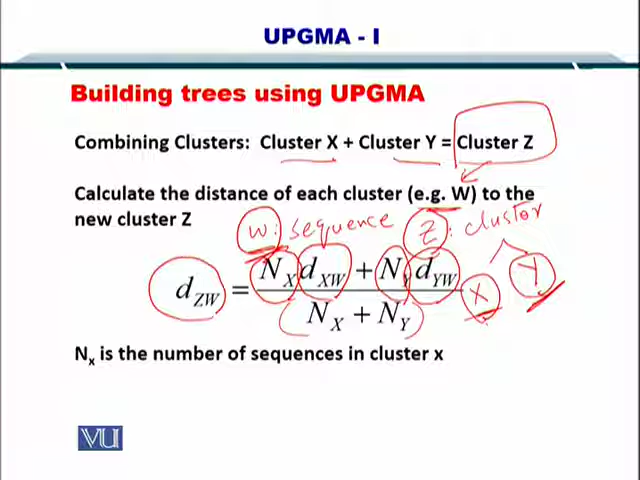 UPGMA - I
Building trees using UPGMA
Combining Clusters: Cluster X + Cluster Y = Cluster Z
Calculate the distance of each cluster (e.g. W) to the
new cluster Z
W: sequence Z: cluster
X Y
d_ZW = (N_X d_XW + N_Y d_YW) / (N_X + N_Y)
N_x is the number of sequences in cluster x
VU